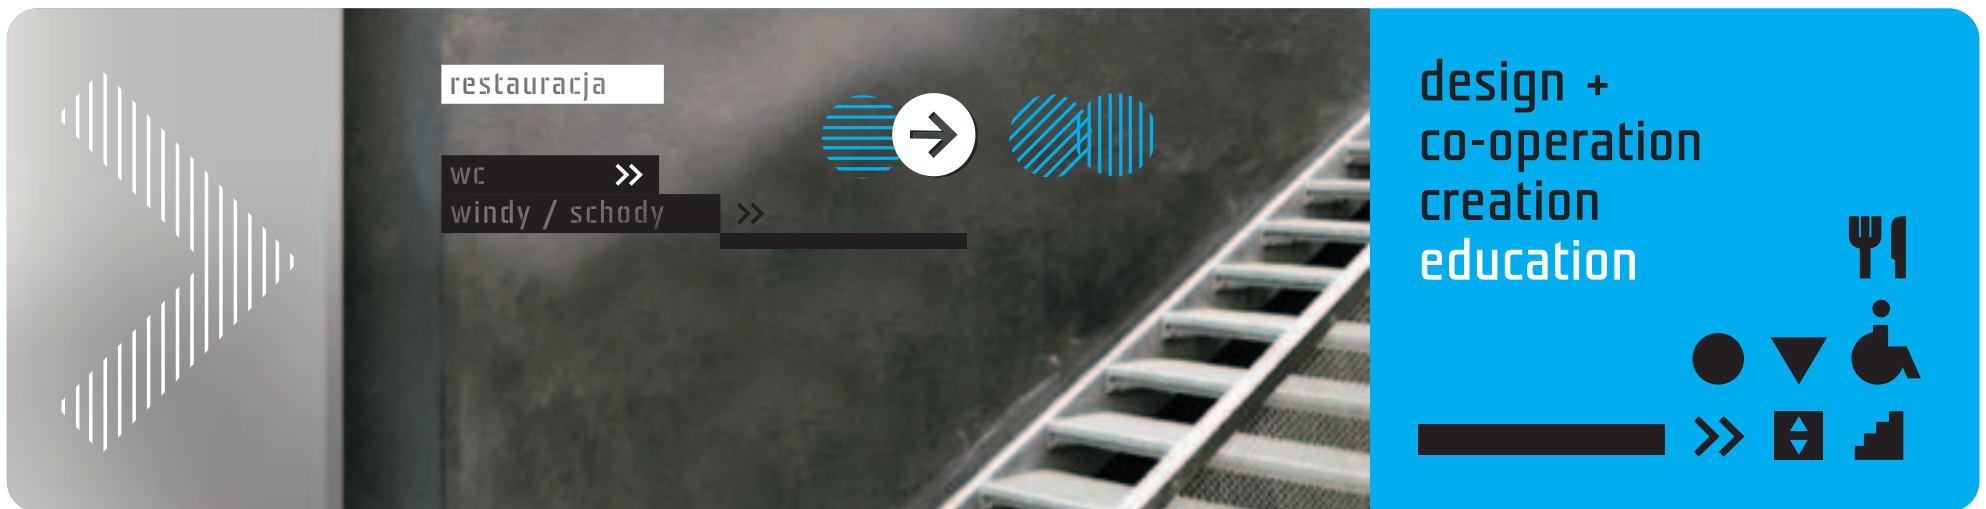 restauracja
wc
windy / schody
design +
co-operation
creation
education